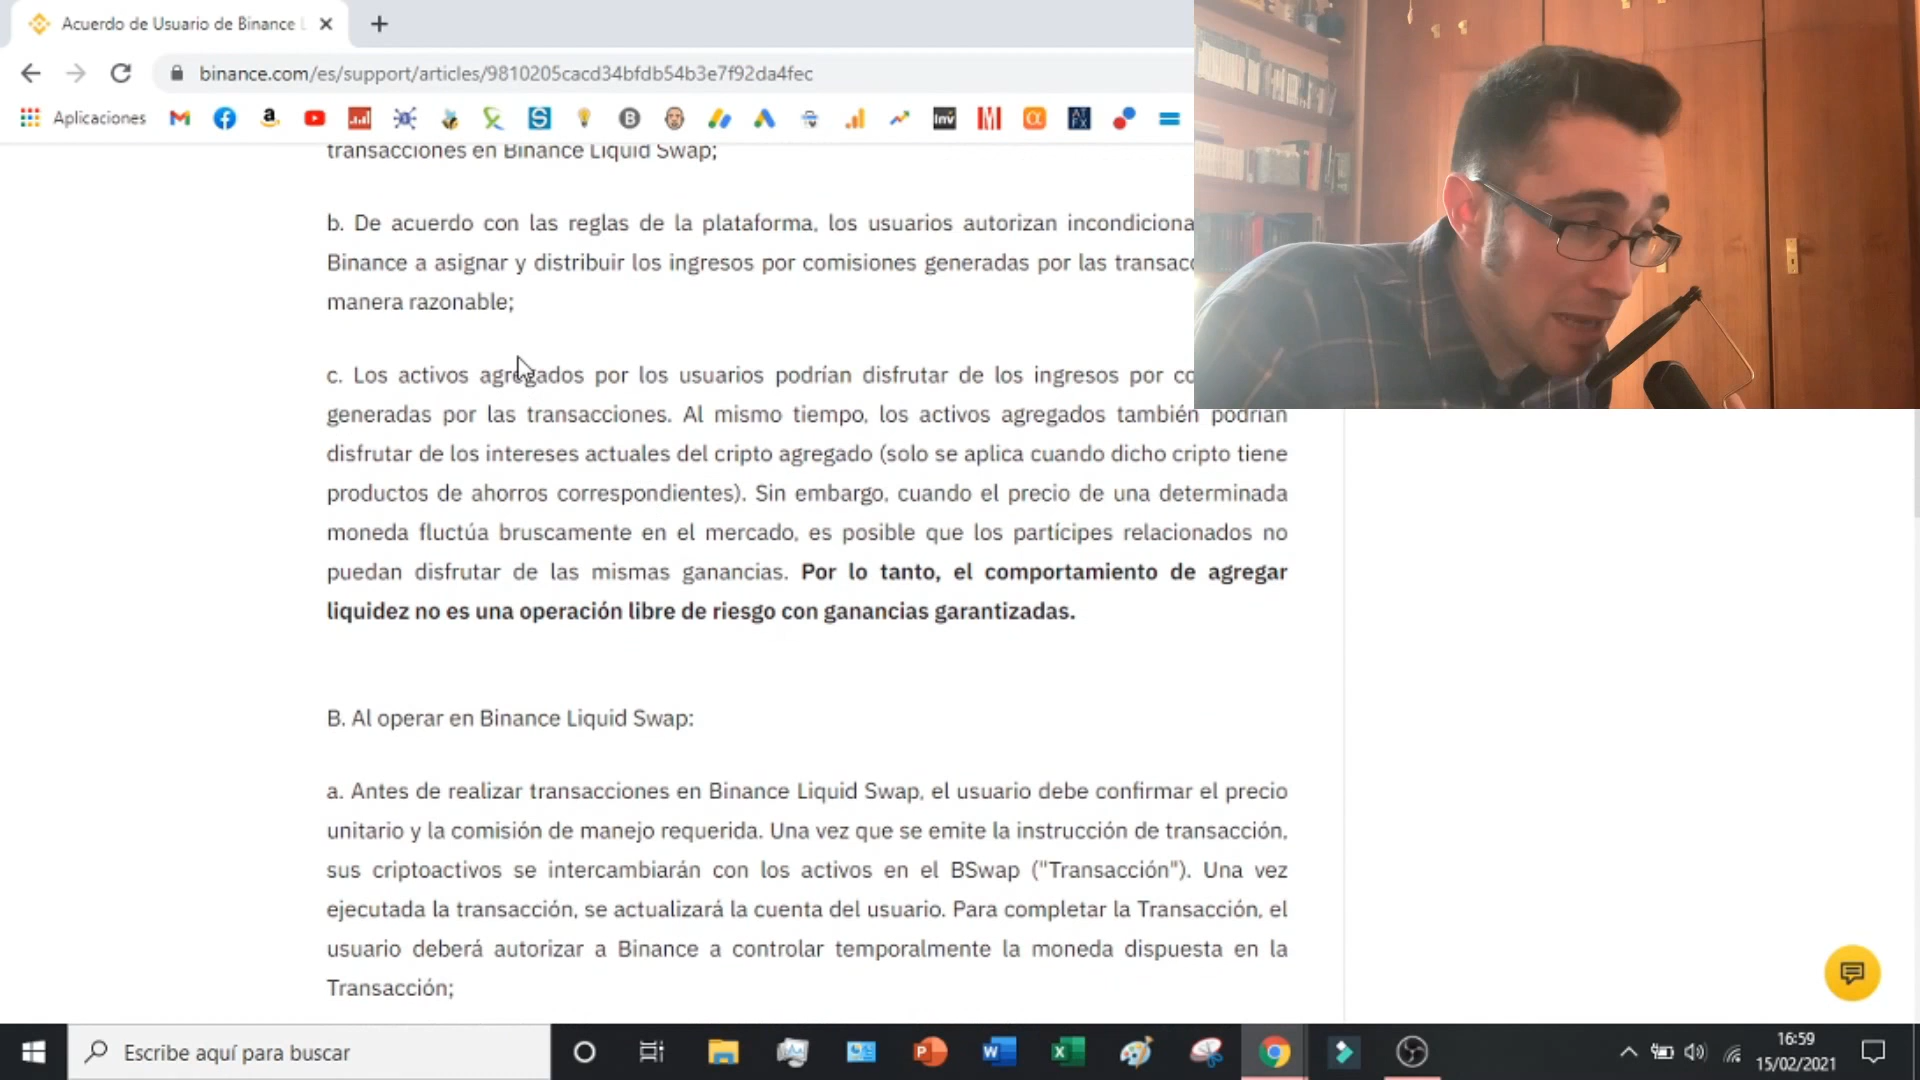 Acuerdo de Usuario de Binance L
binance.com/es/support/articles/9810205cacd34bfdb54b3e7f92da4fec
Aplicaciones
transacciones en Binance Liquid Swap;
b. De acuerdo con las reglas de la plataforma, los usuarios autorizan incondiciona
Binance a asignar y distribuir los ingresos por comisiones generadas por las transacc
manera razonable;
c. Los activos agregados por los usuarios podrían disfrutar de los ingresos por co
generadas por las transacciones. Al mismo tiempo, los activos agregados también podrían
disfrutar de los intereses actuales del cripto agregado (solo se aplica cuando dicho cripto tiene
productos de ahorros correspondientes). Sin embargo, cuando el precio de una determinada
moneda fluctúa bruscamente en el mercado, es posible que los partícipes relacionados no
puedan disfrutar de las mismas ganancias. Por lo tanto, el comportamiento de agregar
liquidez no es una operación libre de riesgo con ganancias garantizadas.
B. Al operar en Binance Liquid Swap:
a. Antes de realizar transacciones en Binance Liquid Swap, el usuario debe confirmar el precio
unitario y la comisión de manejo requerida. Una vez que se emite la instrucción de transacción,
sus criptoactivos se intercambiarán con los activos en el BSwap ("Transacción"). Una vez
ejecutada la transacción, se actualizará la cuenta del usuario. Para completar la Transacción, el
usuario deberá autorizar a Binance a controlar temporalmente la moneda dispuesta en la
Transacción;
Escribe aquí para buscar
16:59
15/02/2021